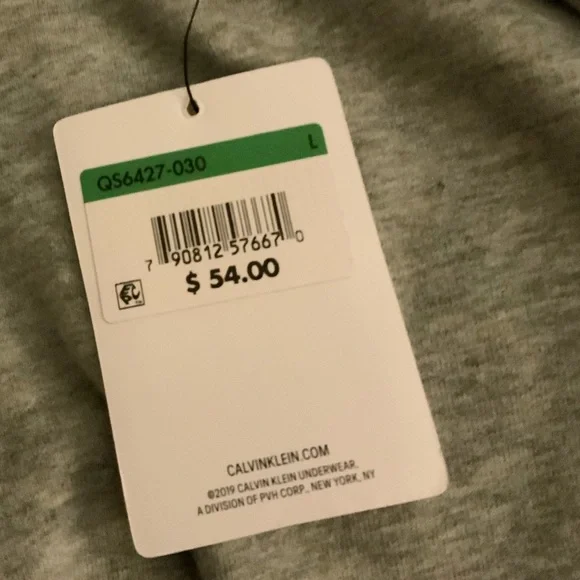 QS6427-030 L
7 90812 57667 0
$ 54.00
CALVINKLEIN.COM
©2019 CALVIN KLEIN UNDERWEAR.
A DIVISION OF PVH CORP., NEW YORK, NY